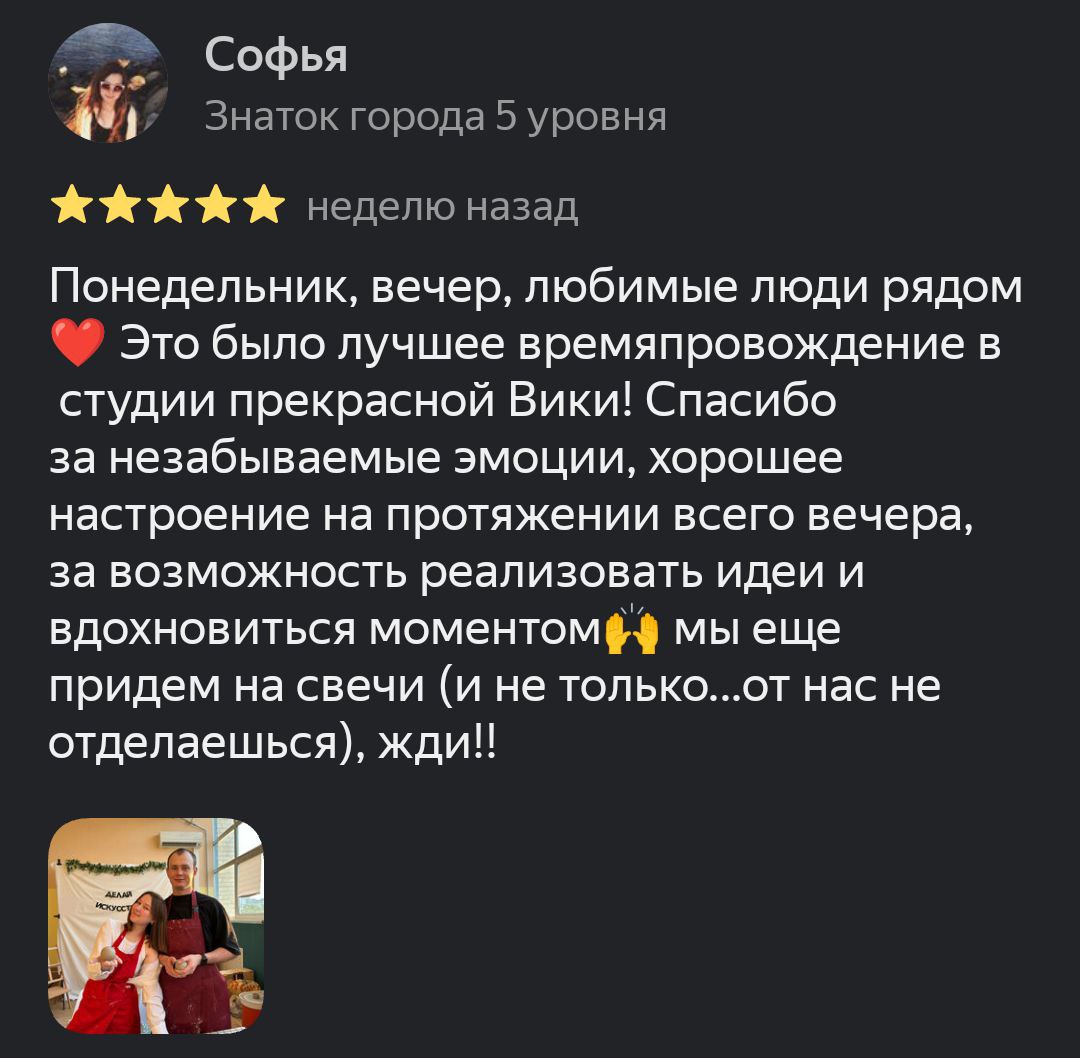 Софья
Знаток города 5 уровня
неделю назад
Понедельник, вечер, любимые люди рядом
❤️ Это было лучшее времяпровождение в
студии прекрасной Вики! Спасибо
за незабываемые эмоции, хорошее
настроение на протяжении всего вечера,
за возможность реализовать идеи и
вдохновиться моментом🙌 мы еще
придем на свечи (и не только...от нас не
отделаешься), жди!!
ДЕЛАЙ